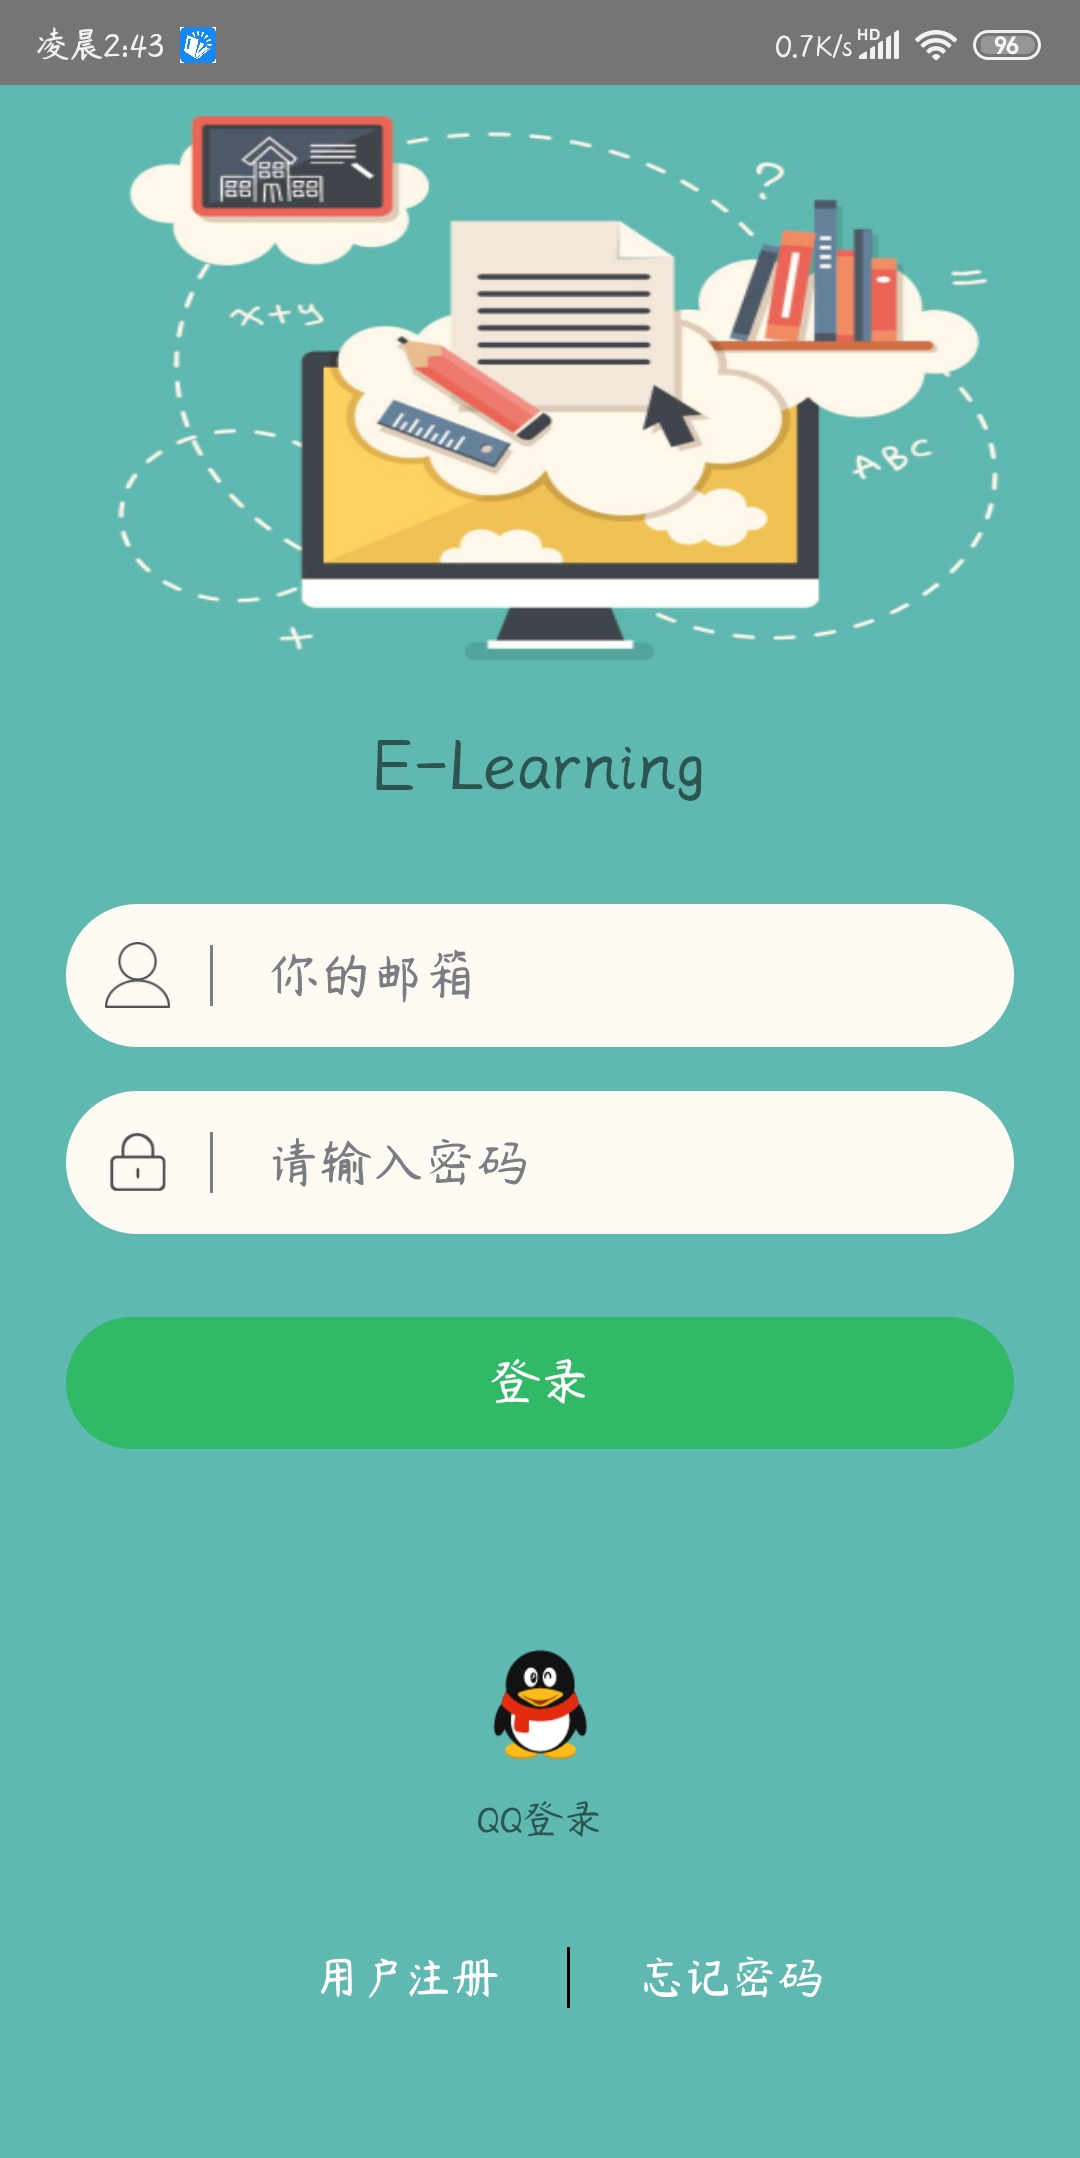 凌晨2:43 0.7K/s HD 96
?
=
x+y
ABC
+
E-Learning
你的邮箱
请输入密码
登录
QQ登录
用户注册 忘记密码